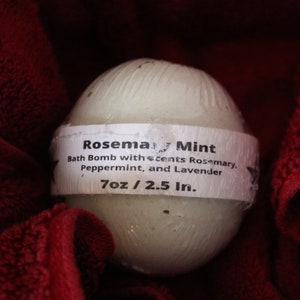 Rosemary Mint
Bath Bomb with scents Rosemary,
Peppermint, and Lavender
7oz / 2.5 In.